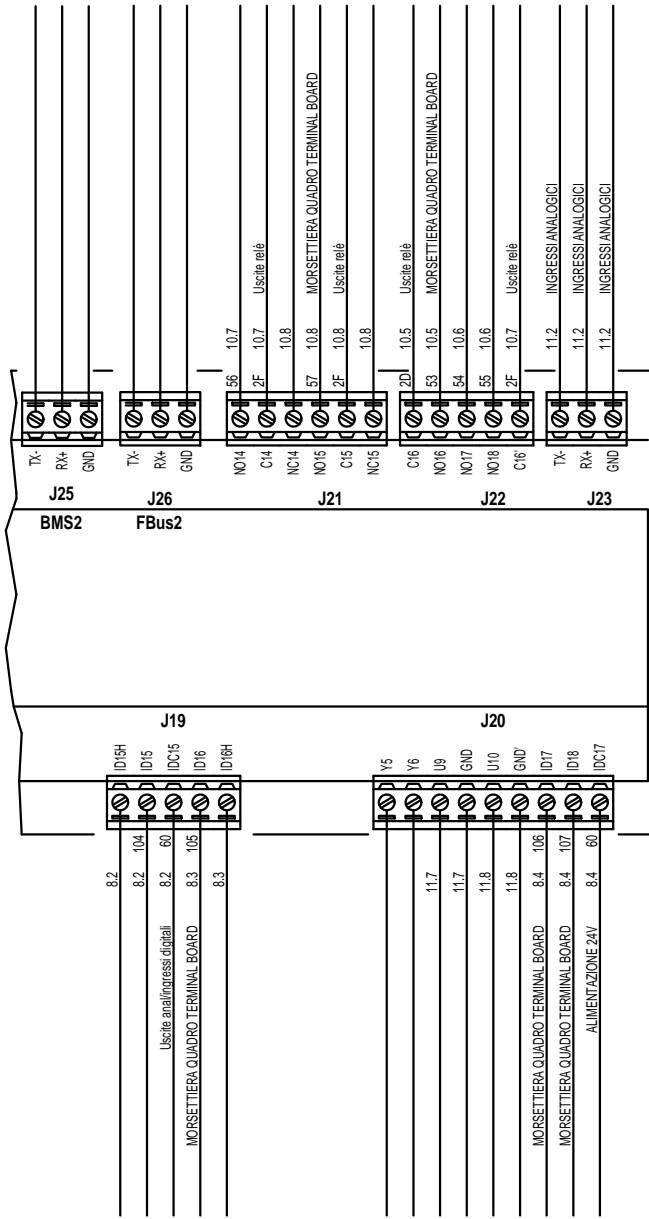 INGRESSI ANALOGICI
INGRESSI ANALOGICI
INGRESSI ANALOGICI
MORSETTIERA QUADRO TERMINAL BOARD
MORSETTIERA QUADRO TERMINAL BOARD
Uscite relè
Uscite relè
Uscite relè
Uscite relè
10.7 10.7 10.8 10.8 10.8 10.8 10.5 10.5 10.6 10.6 10.7 11.2 11.2 11.2
56 2F 57 2F 2D 53 54 55 2F
TX- RX+ GND TX- RX+ GND NO14 C14 NC14 NO15 C15 NC15 C16 NO16 NO17 NO18 C16' TX- RX+ GND
J25 J26 J21 J22 J23
BMS2 FBus2
J19 J20
ID15H ID15 IDC15 ID16 ID16H Y5 Y6 U9 GND U10 GND' ID17 ID18 IDC17
104 60 105 106 107 60
8.2 8.2 8.2 8.3 8.3 11.7 11.7 11.8 11.8 8.4 8.4 8.4
Uscite anal/ingressi digitali
MORSETTIERA QUADRO TERMINAL BOARD
MORSETTIERA QUADRO TERMINAL BOARD
MORSETTIERA QUADRO TERMINAL BOARD
ALIMENTAZIONE 24V